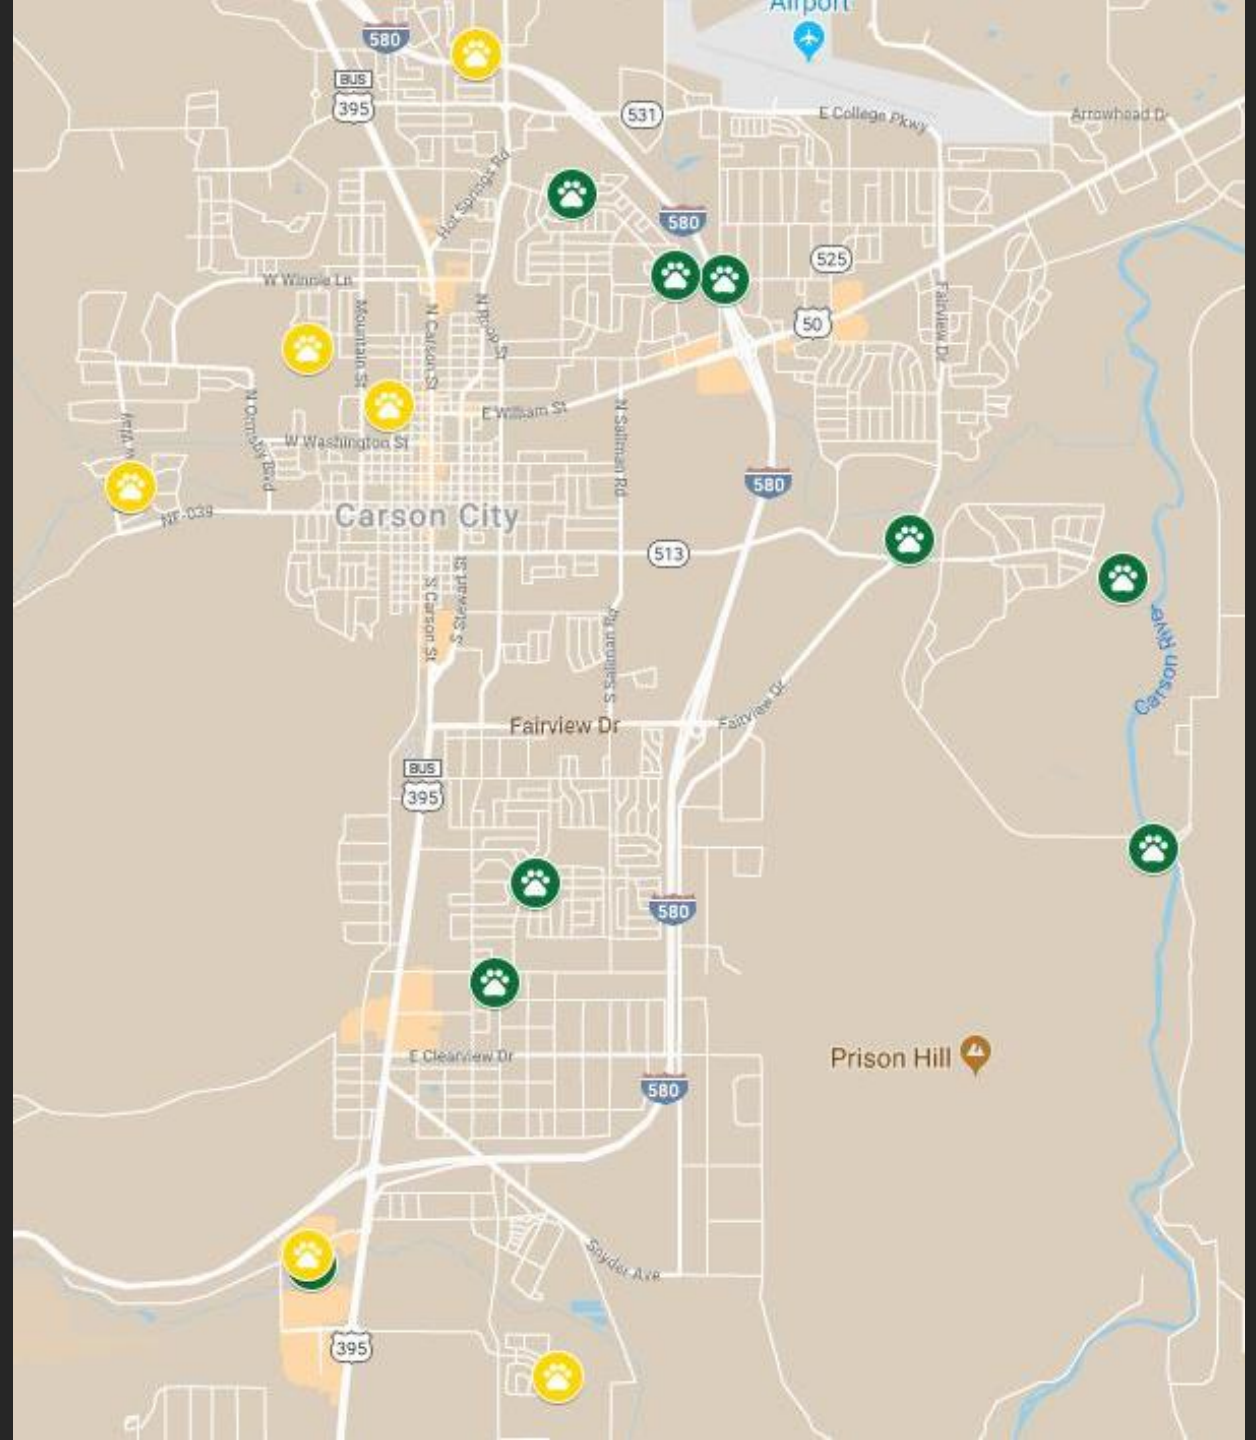 Airport
580
BUS
395
531
E College Pkwy
Arrowhead D
Hot Springs Rd
580
525
W Winnie Ln
50
Fairview Dr
Mountain St
N Carson St
N Roop St
E William St
N Saliman Rd
N Ormsby Blvd
W Washington St
580
NF-039
Carson City
513
S Carson St
S Stewart St
S Saliman Rd
Carson River
Fairview Dr
Fairview Dr
BUS
395
580
E Clearview Dr
Prison Hill
580
Snyder Ave
395